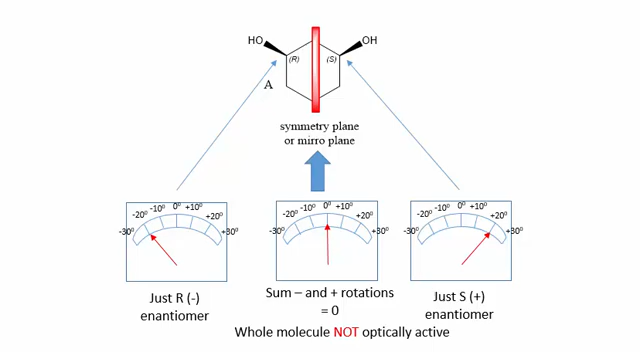 HO
OH
(R)
(S)
A
symmetry plane
or mirro plane
-30⁰ -20⁰ -10⁰ 0⁰ +10⁰ +20⁰ +30⁰
-30⁰ -20⁰ -10⁰ 0⁰ +10⁰ +20⁰ +30⁰
-30⁰ -20⁰ -10⁰ 0⁰ +10⁰ +20⁰ +30⁰
Just R (-)
enantiomer
Sum – and + rotations
= 0
Just S (+)
enantiomer
Whole molecule NOT optically active